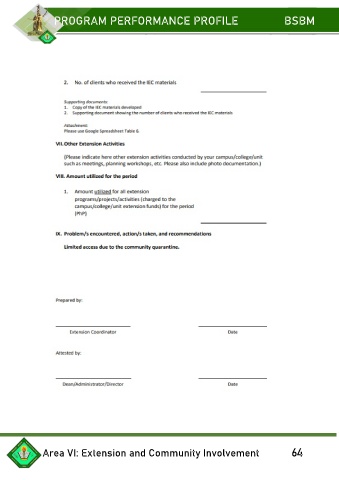 PROGRAM PERFORMANCE PROFILE BSBM
2. No. of clients who received the IEC materials
Supporting documents:
1. Copy of the IEC materials developed
2. Supporting document showing the number of clients who received the IEC materials
Attachment:
Please use Google Spreadsheet Table 6.
VII. Other Extension Activities
(Please indicate here other extension activities conducted by your campus/college/unit
such as meetings, planning workshops, etc. Please also include photo documentation.)
VIII. Amount utilized for the period
1. Amount utilized for all extension
programs/projects/activities (charged to the
campus/college/unit extension funds) for the period
(PhP)
IX. Problem/s encountered, action/s taken, and recommendations
Limited access due to the community quarantine.
Prepared by:
Extension Coordinator Date
Attested by:
Dean/Administrator/Director Date
Area VI: Extension and Community Involvement 64